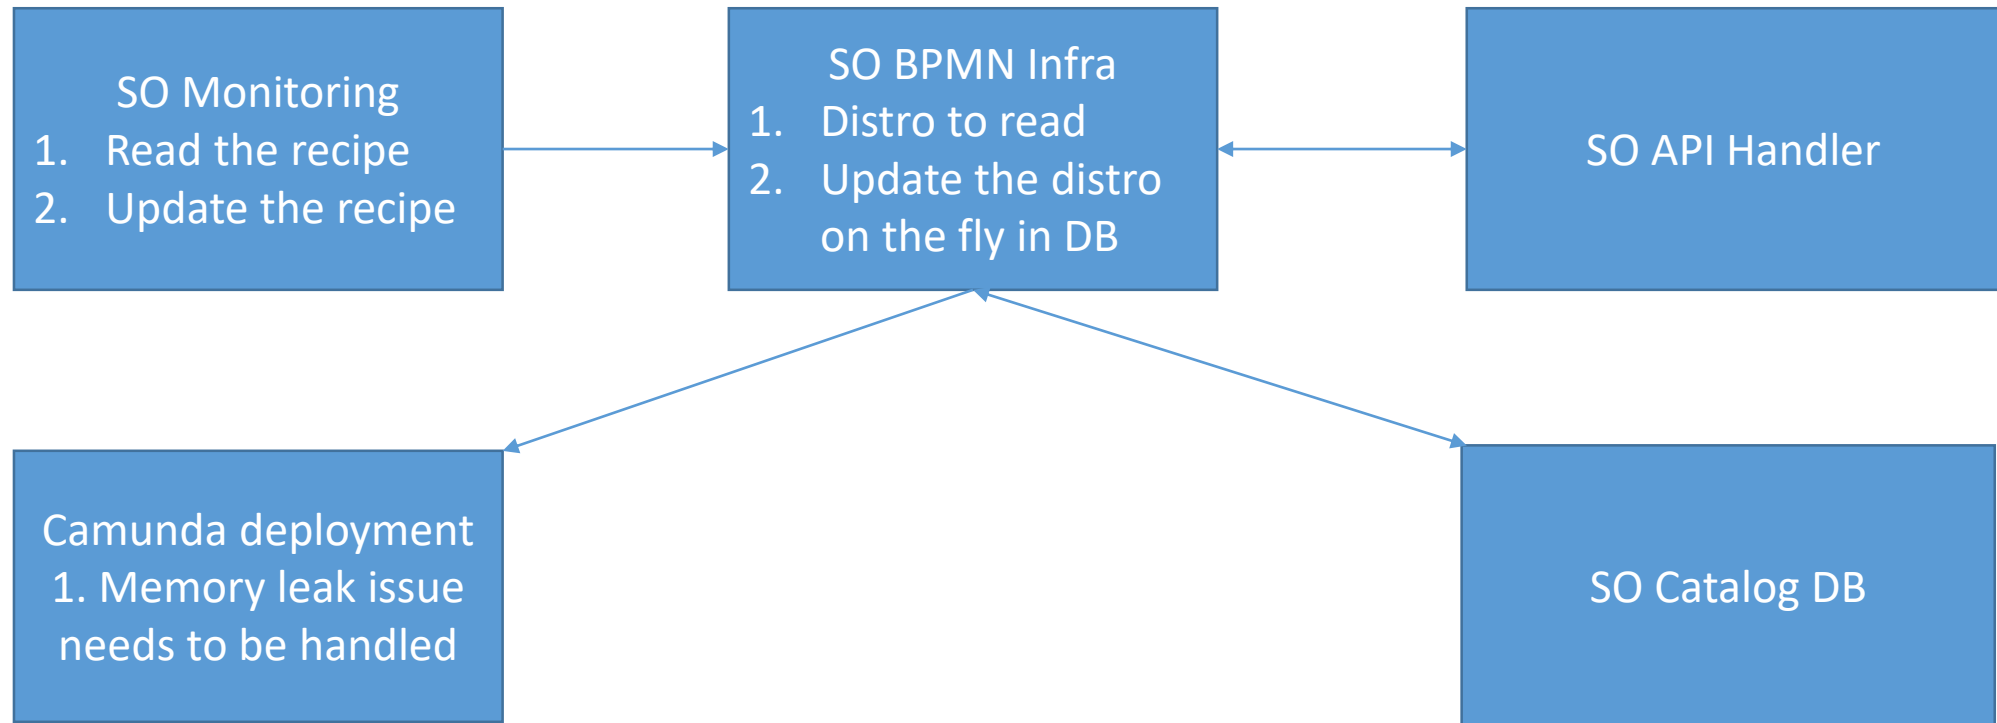 SO Monitoring
1. Read the recipe
2. Update the recipe
SO BPMN Infra
1. Distro to read
2. Update the distro
on the fly in DB
SO API Handler
Camunda deployment
1. Memory leak issue
needs to be handled
SO Catalog DB